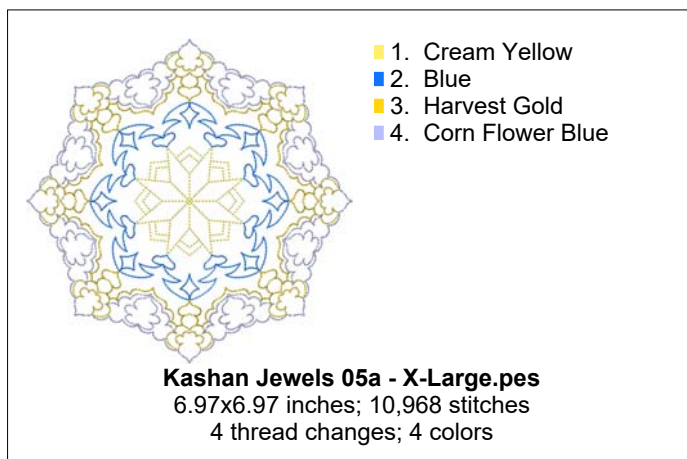 1. Cream Yellow
2. Blue
3. Harvest Gold
4. Corn Flower Blue
Kashan Jewels 05a - X-Large.pes
6.97x6.97 inches; 10,968 stitches
4 thread changes; 4 colors